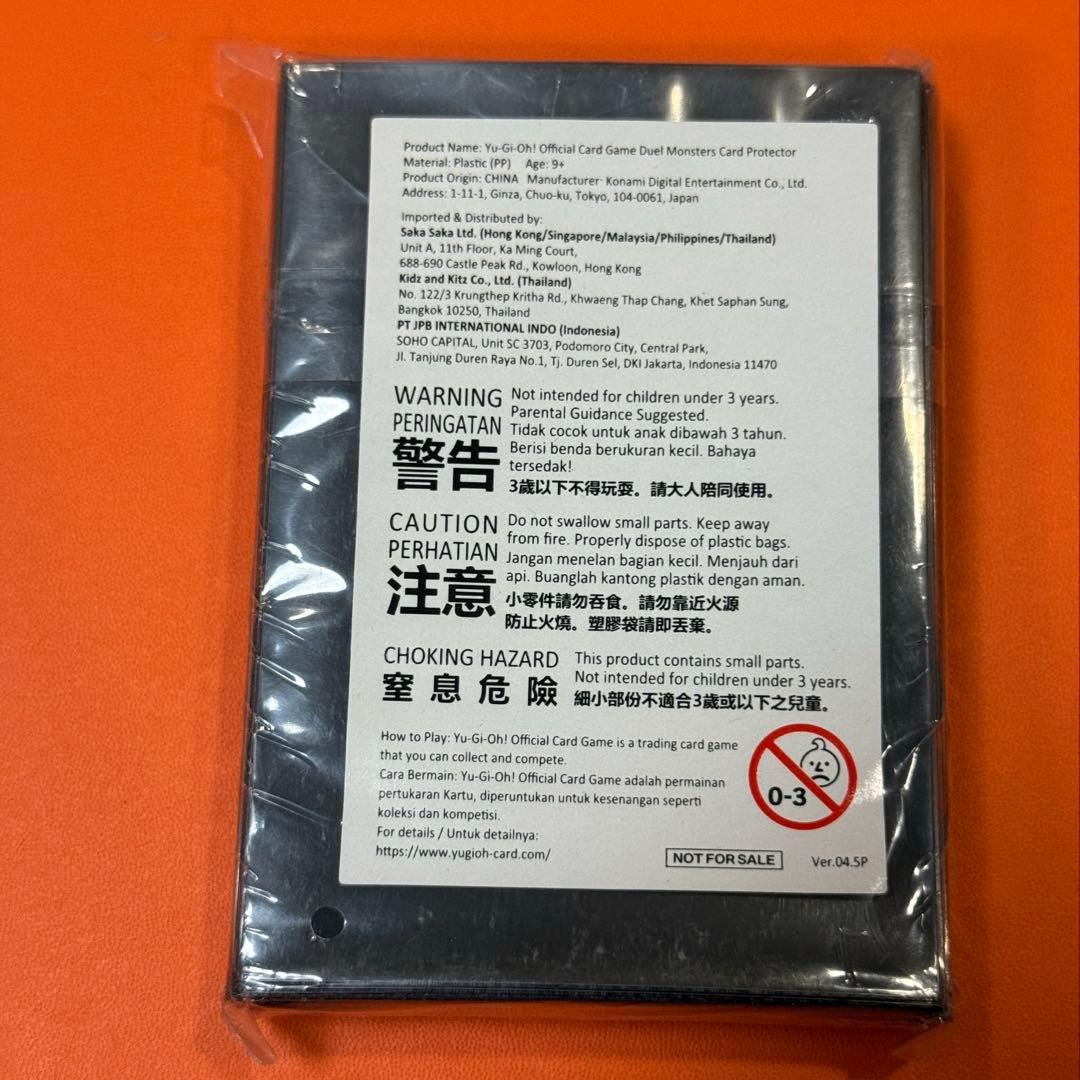 Product Name: Yu-Gi-Oh! Official Card Game Duel Monsters Card Protector
Material: Plastic (PP) Age: 9+
Product Origin: CHINA Manufacturer: Konami Digital Entertainment Co., Ltd.
Address: 1-11-1, Ginza, Chuo-ku, Tokyo, 104-0061, Japan
Imported & Distributed by:
Saka Saka Ltd. (Hong Kong/Singapore/Malaysia/Philippines/Thailand)
Unit A, 11th Floor, Ka Ming Court,
688-690 Castle Peak Rd., Kowloon, Hong Kong
Kidz and Kitz Co., Ltd. (Thailand)
No. 122/3 Krungthep Kritha Rd., Khwaeng Thap Chang, Khet Saphan Sung,
Bangkok 10250, Thailand
PT JPB INTERNATIONAL INDO (Indonesia)
SOHO CAPITAL, Unit SC 3703, Podomoro City, Central Park,
Jl. Tanjung Duren Raya No.1, Tj. Duren Sel, DKI Jakarta, Indonesia 11470
WARNING
PERINGATAN
警告
Not intended for children under 3 years.
Parental Guidance Suggested.
Tidak cocok untuk anak dibawah 3 tahun.
Berisi benda berukuran kecil. Bahaya
tersedak!
3歲以下不得玩耍。請大人陪同使用。
CAUTION
PERHATIAN
注意
Do not swallow small parts. Keep away
from fire. Properly dispose of plastic bags.
Jangan menelan bagian kecil. Menjauh dari
api. Buanglah kantong plastik dengan aman.
小零件請勿吞食。請勿靠近火源
防止火燒。塑膠袋請即丟棄。
CHOKING HAZARD
窒息危險
This product contains small parts.
Not intended for children under 3 years.
細小部份不適合3歲或以下之兒童。
How to Play: Yu-Gi-Oh! Official Card Game is a trading card game
that you can collect and compete.
Cara Bermain: Yu-Gi-Oh! Official Card Game adalah permainan
pertukaran Kartu, diperuntukan untuk kesenangan seperti
koleksi dan kompetisi.
For details / Untuk detailnya:
https://www.yugioh-card.com/
0-3
NOT FOR SALE
Ver.04.5P